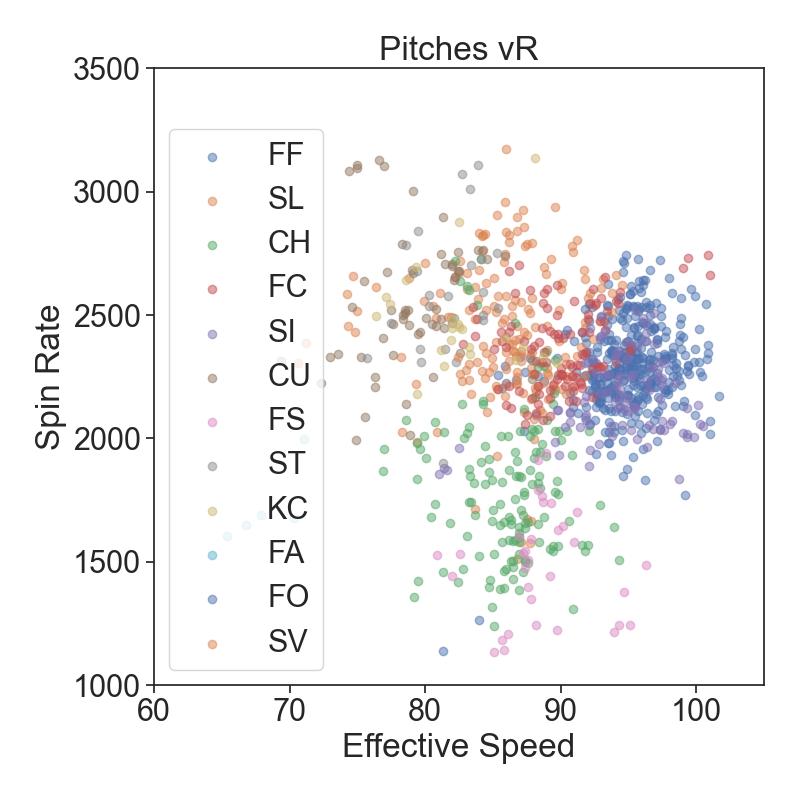 Pitches vR
3500
3000
2500
2000
1500
1000
Spin Rate
FF
SL
CH
FC
SI
CU
FS
ST
KC
FA
FO
SV
60 70 80 90 100
Effective Speed